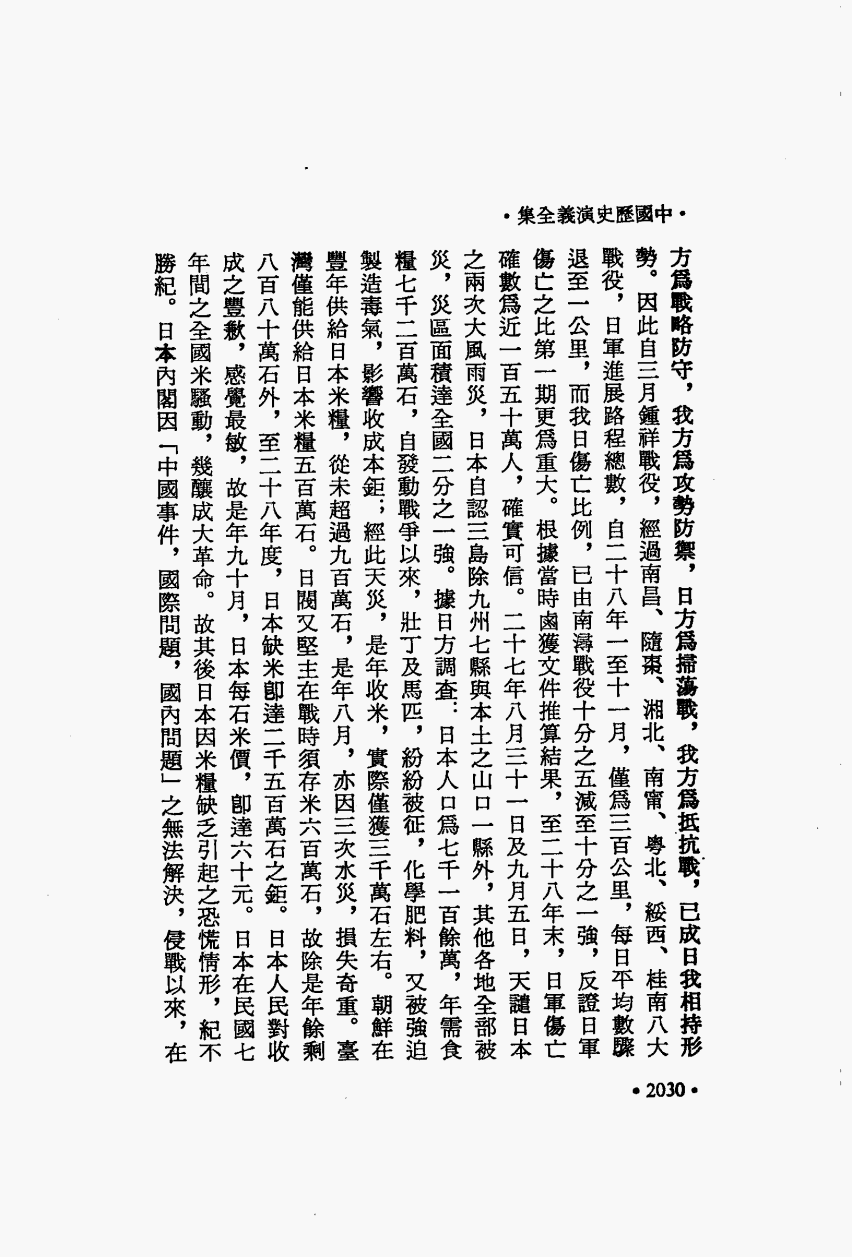 •中國歷史演義全集•
方爲戰略防守，我方爲攻勢防禦，日方爲掃蕩戰，我方爲抵抗戰，已成日我相持形
勢。因此自三月鍾祥戰役，經過南昌、隨棗、湘北、南甯、粵北、綏西、桂南八大
戰役，日軍進展路程總數，自二十八年一至十一月，僅爲三百公里，每日平均數驟
退至一公里，而我日傷亡比例，已由南潯戰役十分之五減至十分之一強，反證日軍
傷亡之比第一期更爲重大。根據當時鹵獲文件推算結果，至二十八年末，日軍傷亡
確數爲近一百五十萬人，確實可信。二十七年八月三十一日及九月五日，天譴日本
之兩次大風雨災，日本自認三島除九州七縣與本土之山口一縣外，其他各地全部被
災，災區面積達全國二分之一強。據日方調查：日本人口爲七千一百餘萬，年需食
糧七千二百萬石，自發動戰爭以來，壯丁及馬匹，紛紛被征，化學肥料，又被強迫
製造毒氣，影響收成本鉅；經此天災，是年收米，實際僅獲三千萬石左右。朝鮮在
豐年供給日本米糧，從未超過九百萬石，是年八月，亦因三次水災，損失奇重。臺
灣僅能供給日本米糧五百萬石。日閥又堅主在戰時須存米六百萬石，故除是年餘剩
八百八十萬石外，至二十八年度，日本缺米卽達二千五百萬石之鉅。日本人民對收
成之豐歉，感覺最敏，故是年九十月，日本每石米價，卽達六十元。日本在民國七
年間之全國米騷動，幾釀成大革命。故其後日本因米糧缺乏引起之恐慌情形，紀不
勝紀。日本內閣因「中國事件，國際問題，國內問題」之無法解決，侵戰以來，在
•2030•